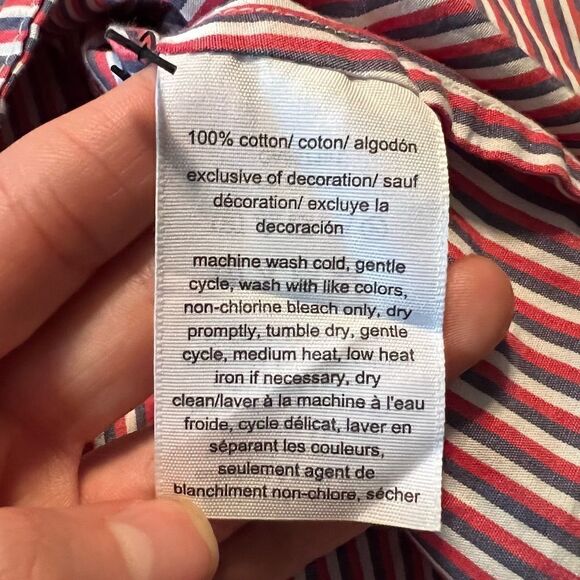 100% cotton/ coton/ algodón
exclusive of decoration/ sauf
décoration/ excluye la
decoración
machine wash cold, gentle
cycle, wash with like colors,
non-chlorine bleach only, dry
promptly, tumble dry, gentle
cycle, medium heat, low heat
iron if necessary, dry
clean/laver à la machine à l'eau
froide, cycle délicat, laver en
séparant les couleurs,
seulement agent de
blanchiment non-chlore, sécher